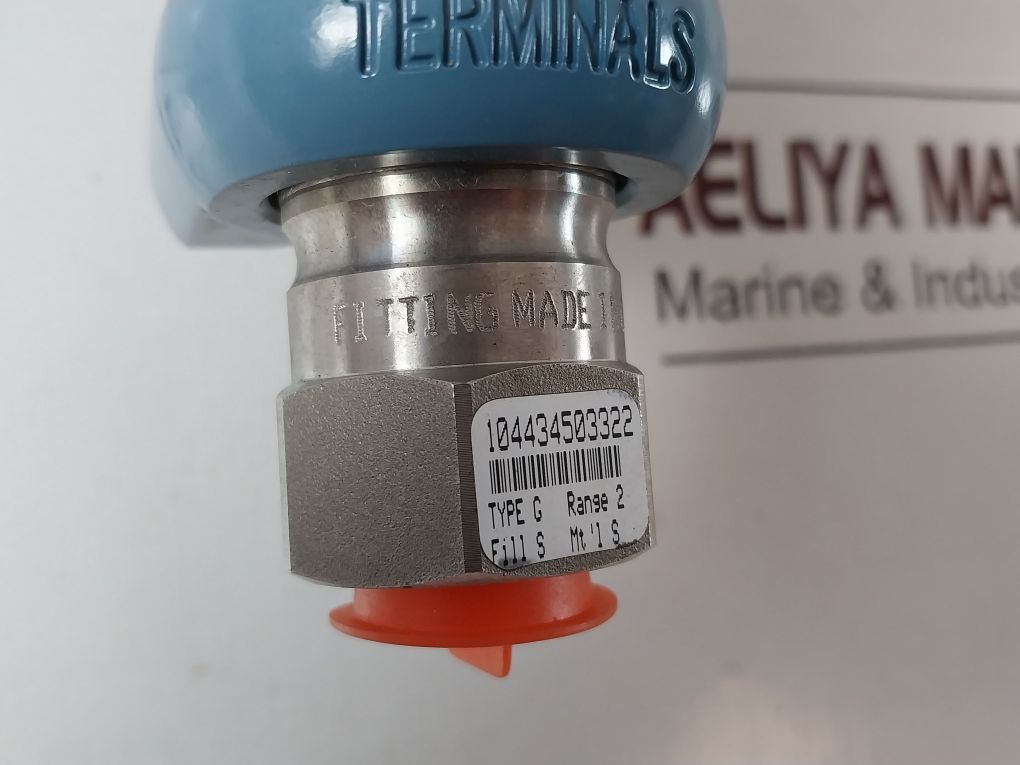 TERMINALS
AELIYA MA
Marine & Indus
FITTING MADE I
104434503322
TYPE G Range 2
Fill S Mt'l S